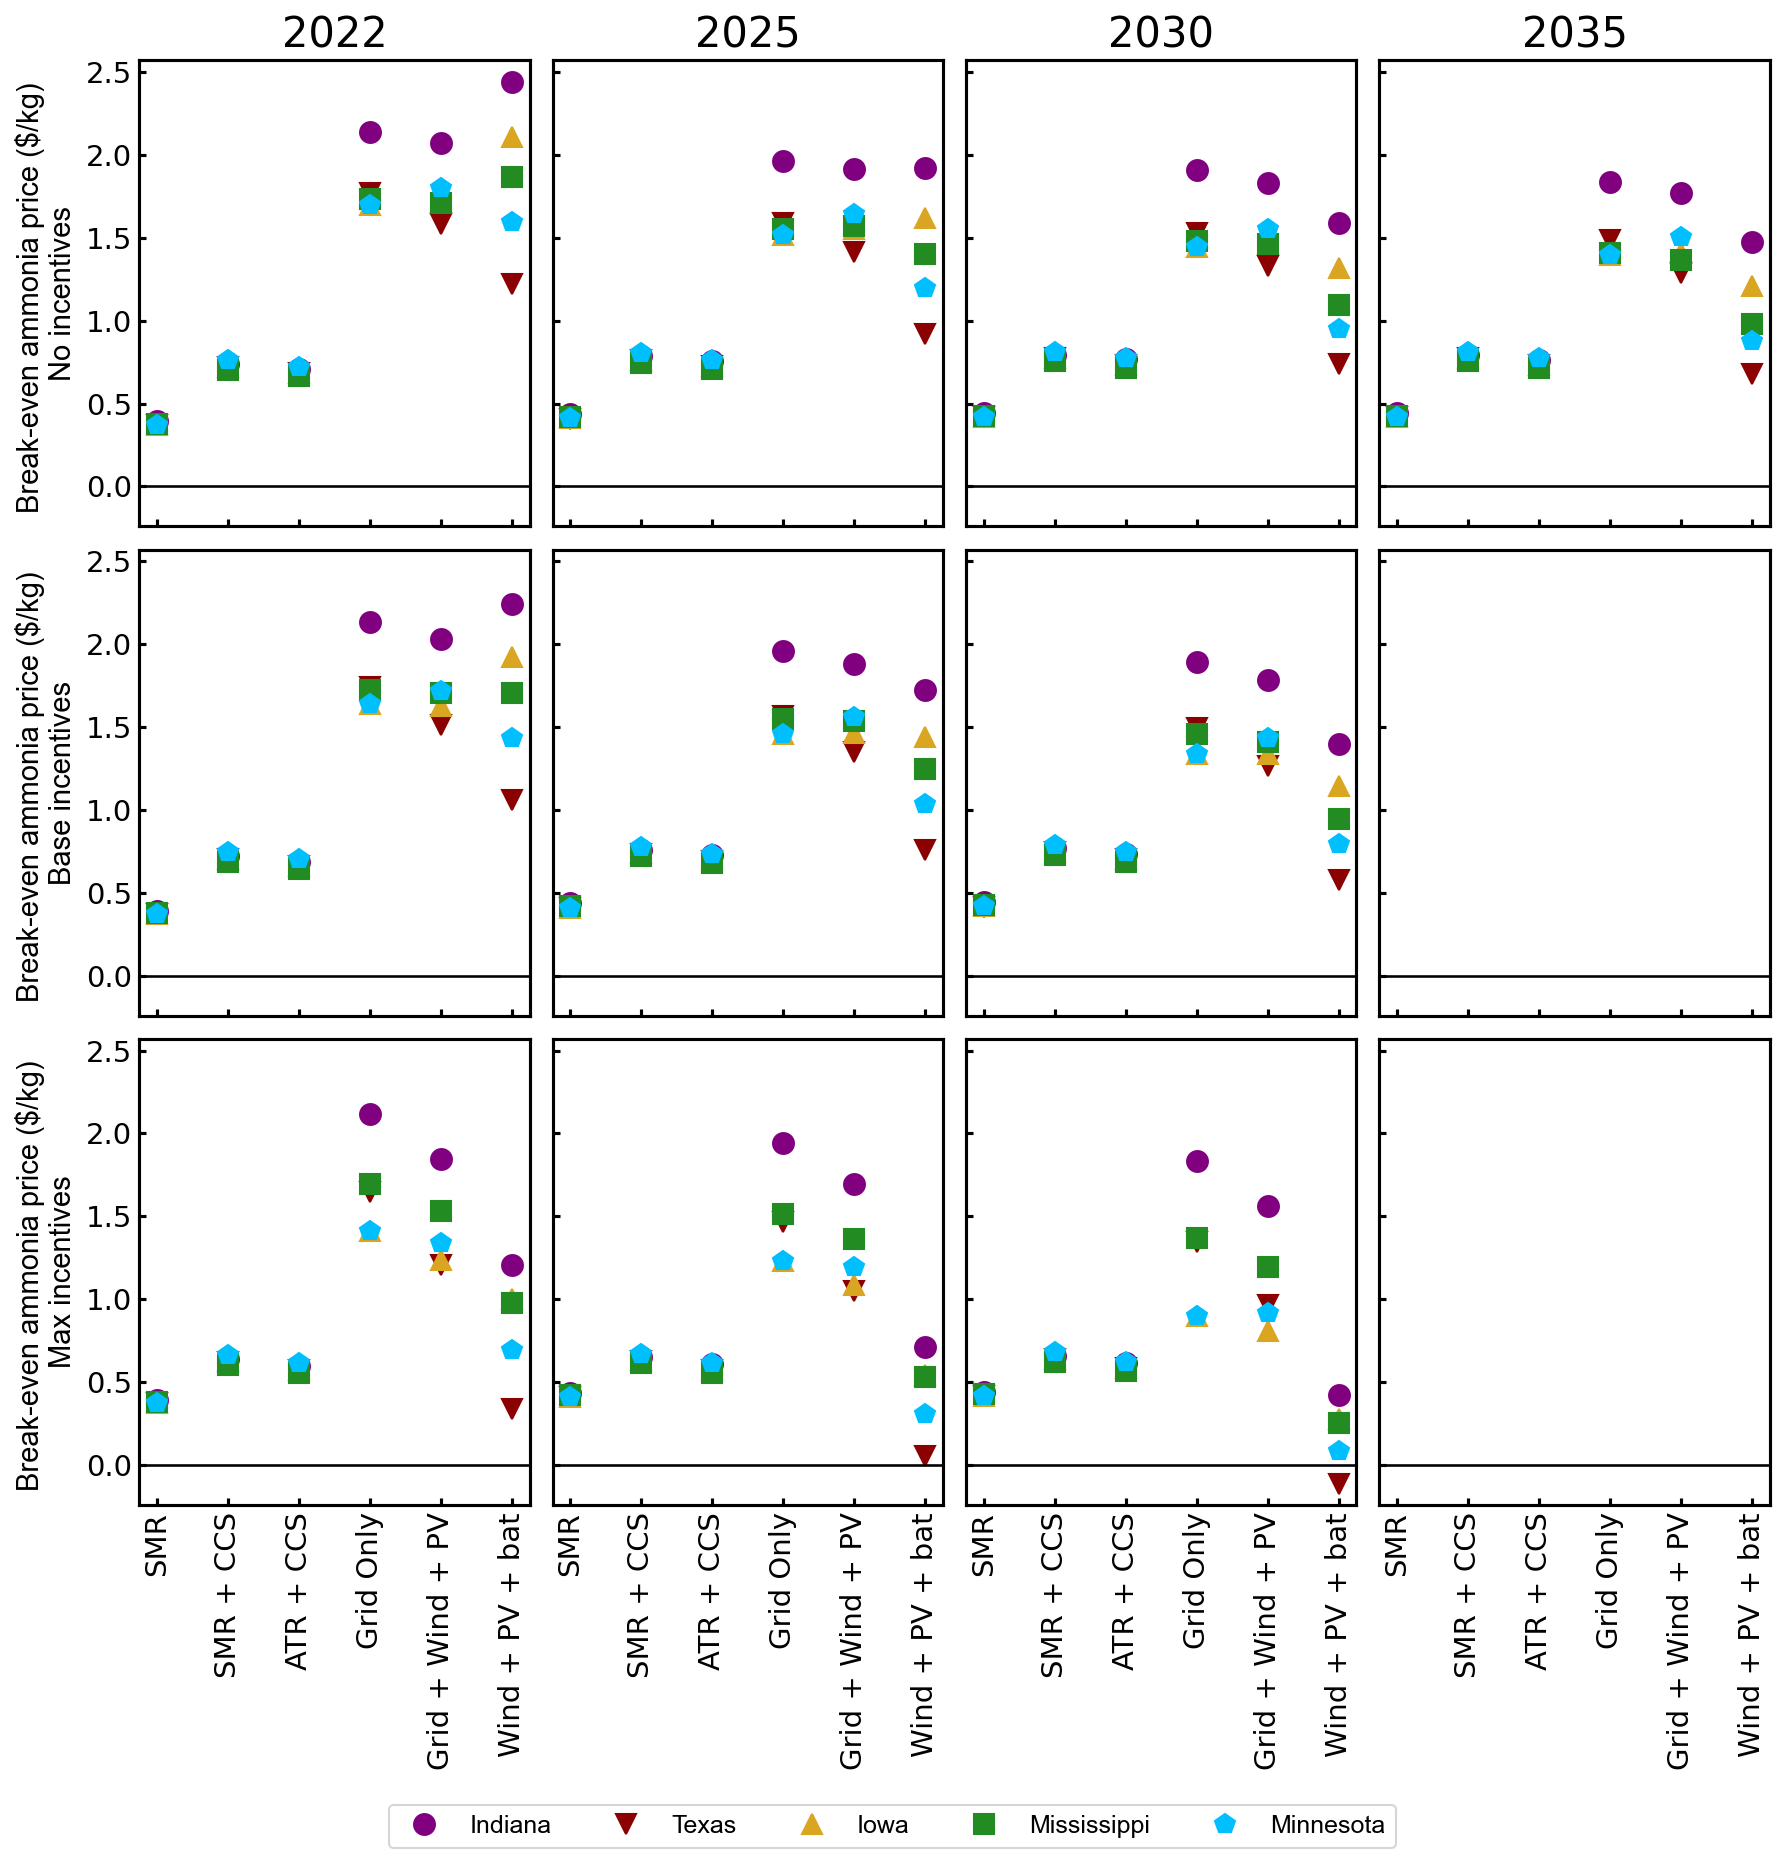 2022 2025 2030 2035
Break-even ammonia price ($/kg)
No incentives
2.5
2.0
1.5
1.0
0.5
0.0
Break-even ammonia price ($/kg)
Base incentives
2.5
2.0
1.5
1.0
0.5
0.0
Break-even ammonia price ($/kg)
Max incentives
2.5
2.0
1.5
1.0
0.5
0.0
SMR
SMR + CCS
ATR + CCS
Grid Only
Grid + Wind + PV
Wind + PV + bat
SMR
SMR + CCS
ATR + CCS
Grid Only
Grid + Wind + PV
Wind + PV + bat
SMR
SMR + CCS
ATR + CCS
Grid Only
Grid + Wind + PV
Wind + PV + bat
SMR
SMR + CCS
ATR + CCS
Grid Only
Grid + Wind + PV
Wind + PV + bat
Indiana Texas Iowa Mississippi Minnesota